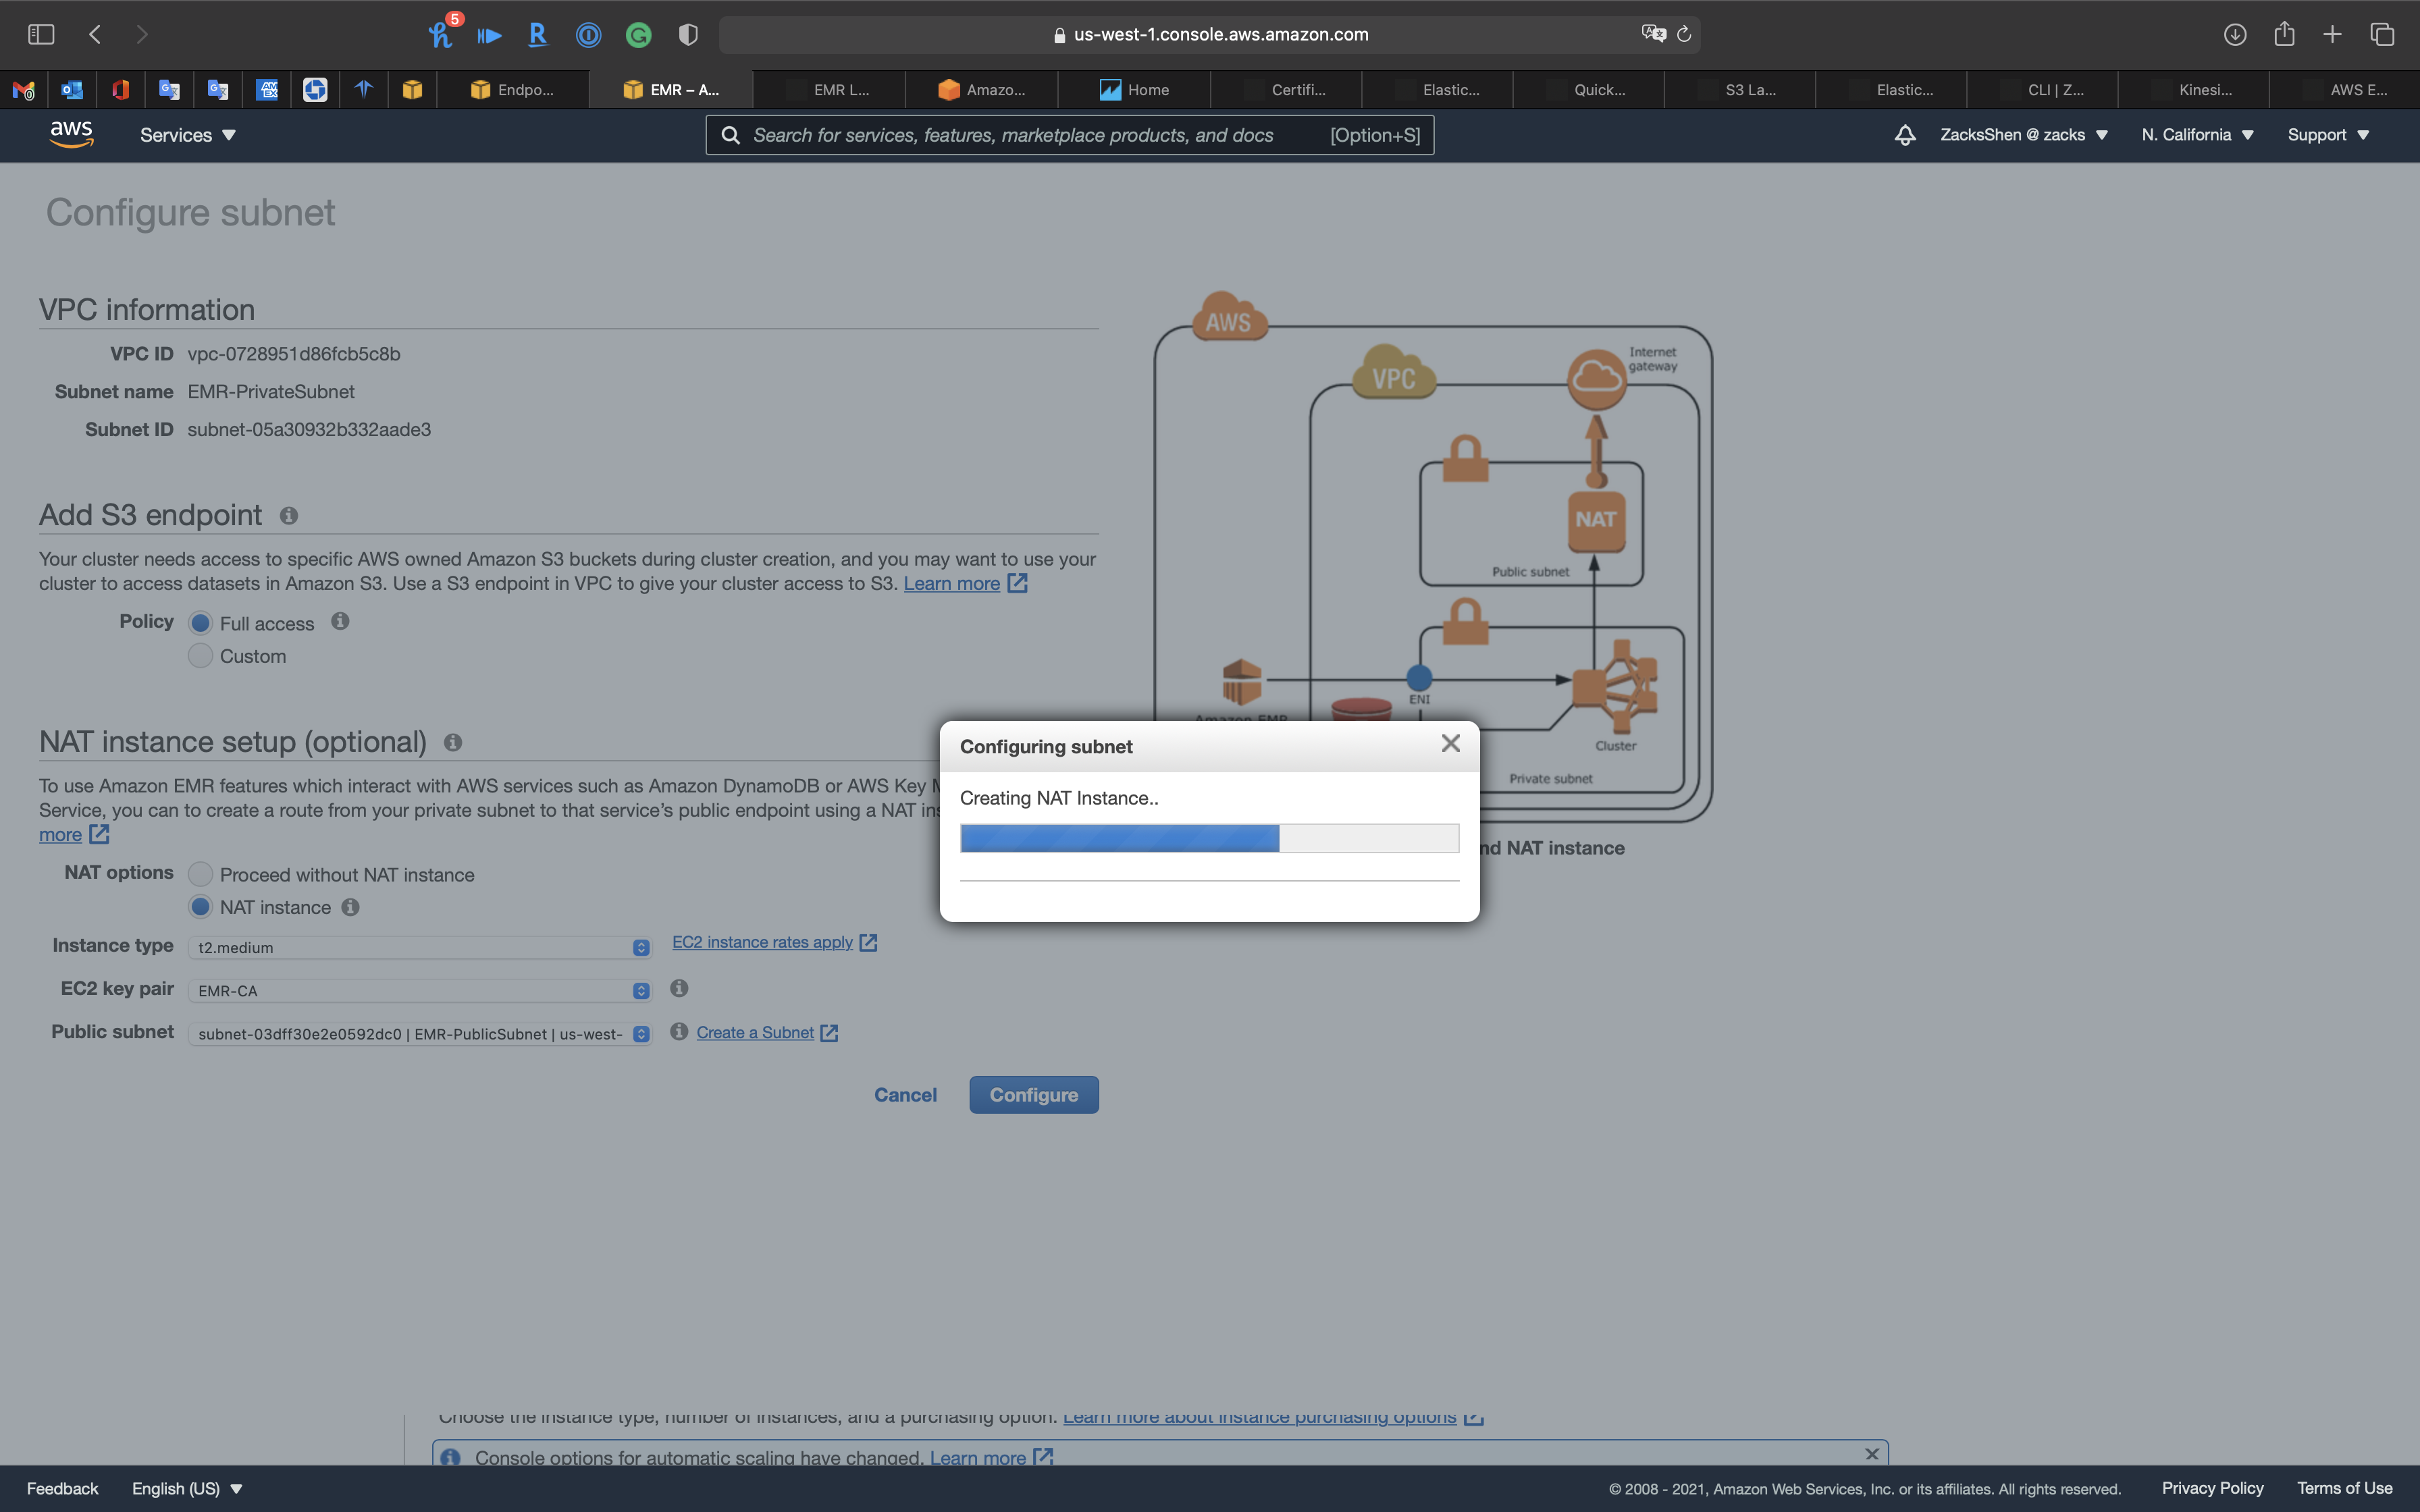 5
us-west-1.console.aws.amazon.com
Endpo...
EMR – A...
EMR L...
Amazo...
Home
Certifi...
Elastic...
Quick...
S3 La...
Elastic...
CLI | Z...
Kinesi...
AWS E...
aws
Services
Search for services, features, marketplace products, and docs [Option+S]
ZacksShen @ zacks
N. California
Support
Configure subnet
VPC information
VPC ID vpc-0728951d86fcb5c8b
Subnet name EMR-PrivateSubnet
Subnet ID subnet-05a30932b332aade3
Add S3 endpoint
Your cluster needs access to specific AWS owned Amazon S3 buckets during cluster creation, and you may want to use your
cluster to access datasets in Amazon S3. Use a S3 endpoint in VPC to give your cluster access to S3. Learn more
Policy Full access
Custom
NAT instance setup (optional)
To use Amazon EMR features which interact with AWS services such as Amazon DynamoDB or AWS Key M
Service, you can to create a route from your private subnet to that service's public endpoint using a NAT ins
more
NAT options Proceed without NAT instance
NAT instance
Instance type t2.medium EC2 instance rates apply
EC2 key pair EMR-CA
Public subnet subnet-03dff30e2e0592dc0 | EMR-PublicSubnet | us-west- Create a Subnet
Cancel Configure
AWS
VPC
Internet
gateway
NAT
Public subnet
ENI
Amazon EMR
Cluster
Private subnet
nd NAT instance
Configuring subnet
Creating NAT Instance..
Choose the instance type, number of instances, and a purchasing option. Learn more about instance purchasing options
Console options for automatic scaling have changed. Learn more
Feedback
English (US)
© 2008 - 2021, Amazon Web Services, Inc. or its affiliates. All rights reserved.
Privacy Policy
Terms of Use